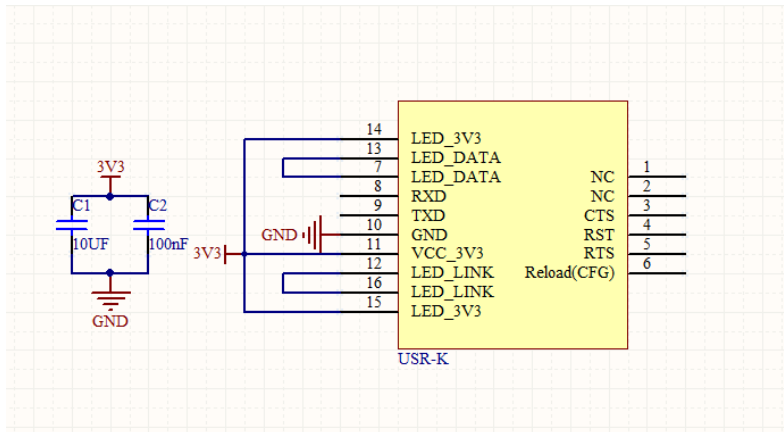 3V3
C1
C2
10UF
100nF
GND
3V3
GND
14
13
7
8
9
10
11
12
16
15
LED_3V3
LED_DATA
LED_DATA
RXD
TXD
GND
VCC_3V3
LED_LINK
LED_LINK
LED_3V3
NC
NC
CTS
RST
RTS
Reload(CFG)
1
2
3
4
5
6
USR-K